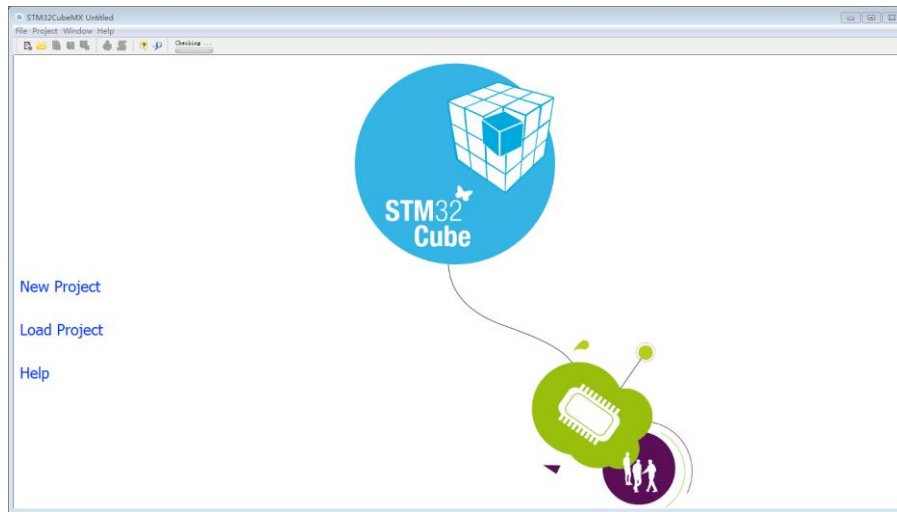 STM32CubeMX Untitled
File Project Window Help
Checking ...
STM32
Cube
New Project
Load Project
Help